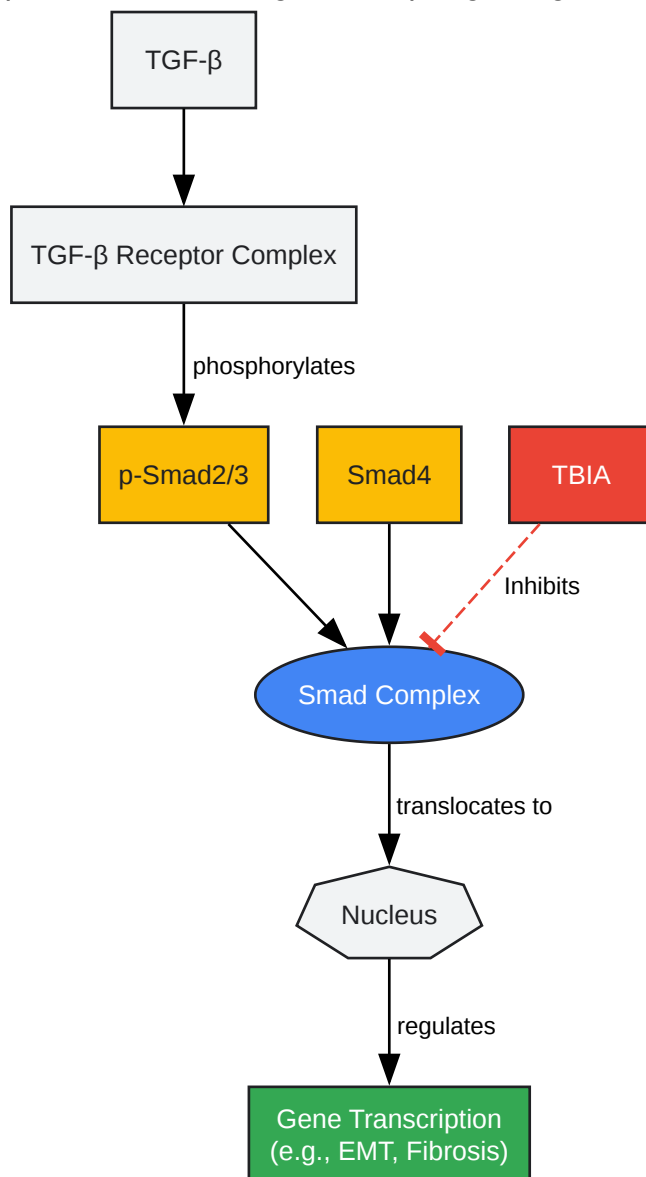 TGF-β
TGF-β Receptor Complex
phosphorylates
p-Smad2/3
Smad4
TBIA
Inhibits
Smad Complex
translocates to
Nucleus
regulates
Gene Transcription
(e.g., EMT, Fibrosis)